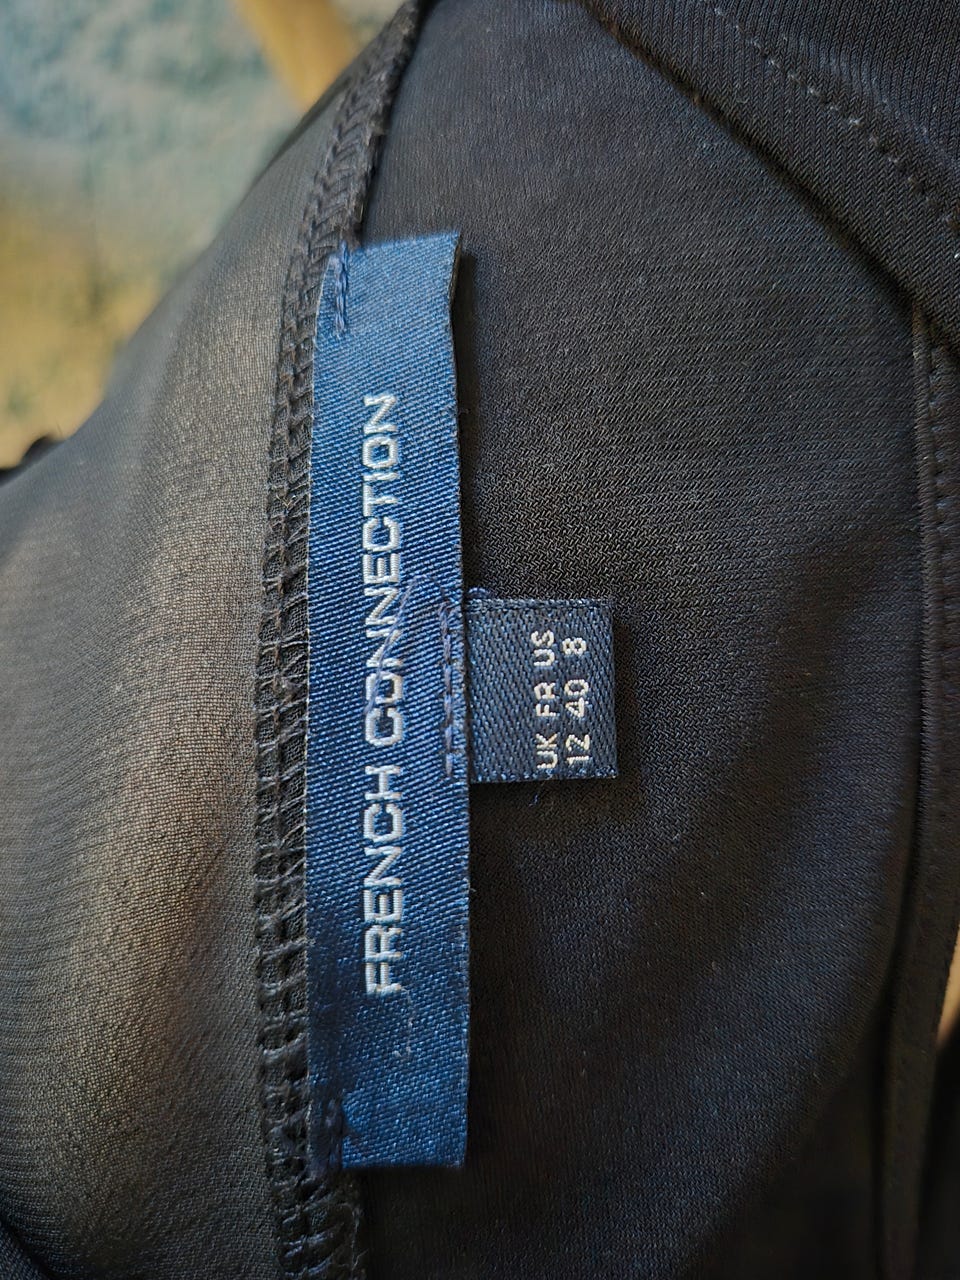 FRENCH CONNECTION
UK FR US
12 40 8